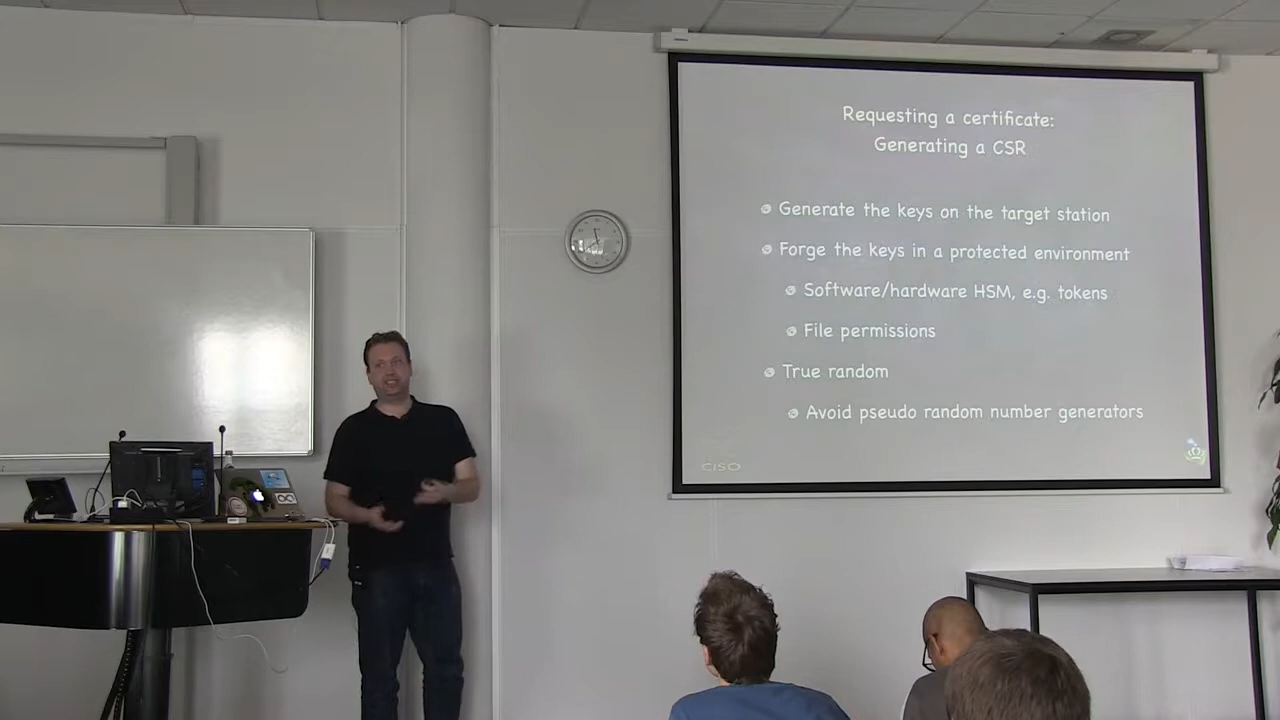 Requesting a certificate:
Generating a CSR
Generate the keys on the target station
Forge the keys in a protected environment
Software/hardware HSM, e.g. tokens
File permissions
True random
Avoid pseudo random number generators
CISO